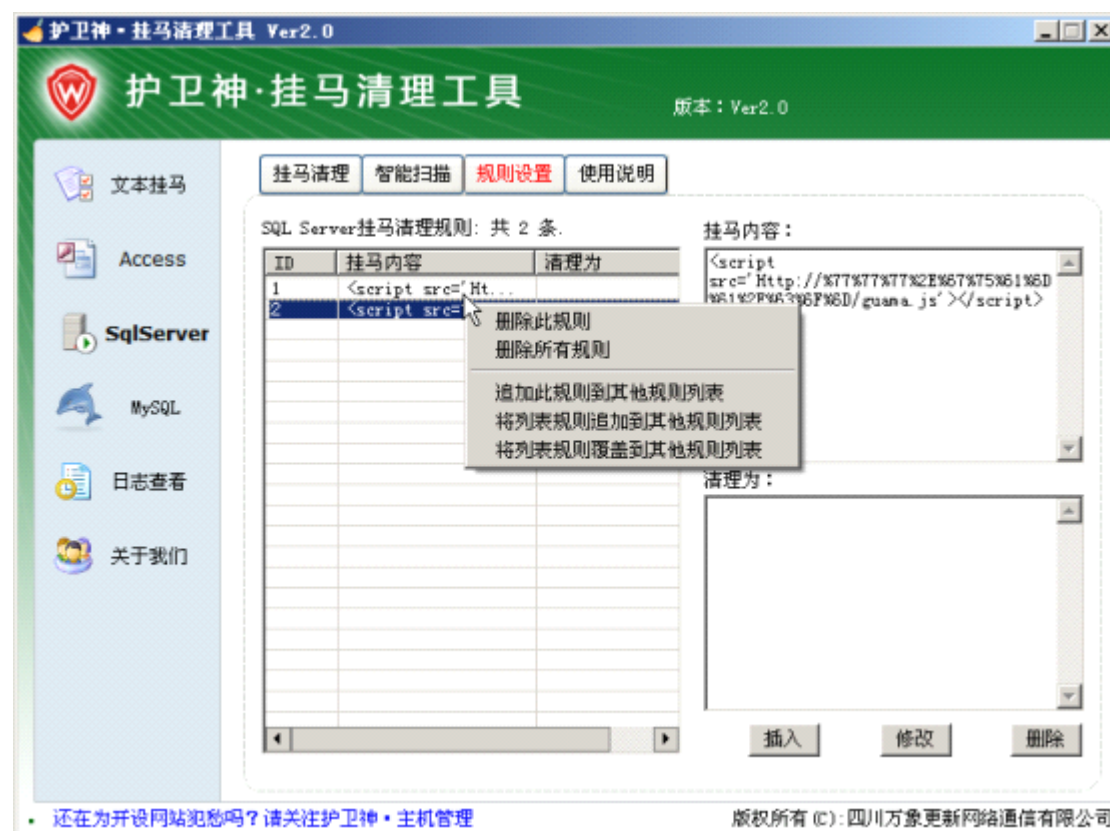 护卫神·挂马清理工具 Ver2.0
护卫神·挂马清理工具
版本：Ver2.0
文本挂马
Access
SqlServer
MySQL
日志查看
关于我们
挂马清理 智能扫描 规则设置 使用说明
SQL Server挂马清理规则: 共 2 条.
ID 挂马内容 清理为
1 <script src='Ht...
2 <script src=
删除此规则
删除所有规则
追加此规则到其他规则列表
将列表规则追加到其他规则列表
将列表规则覆盖到其他规则列表
挂马内容：
<script
src='Http://%77%77%77%2E%67%75%61%6D
%61%2E%63%6F%6D/guama.js'></script>
清理为：
插入 修改 删除
还在为开设网站犯愁吗？请关注护卫神·主机管理
版权所有 (C): 四川万象更新网络通信有限公司